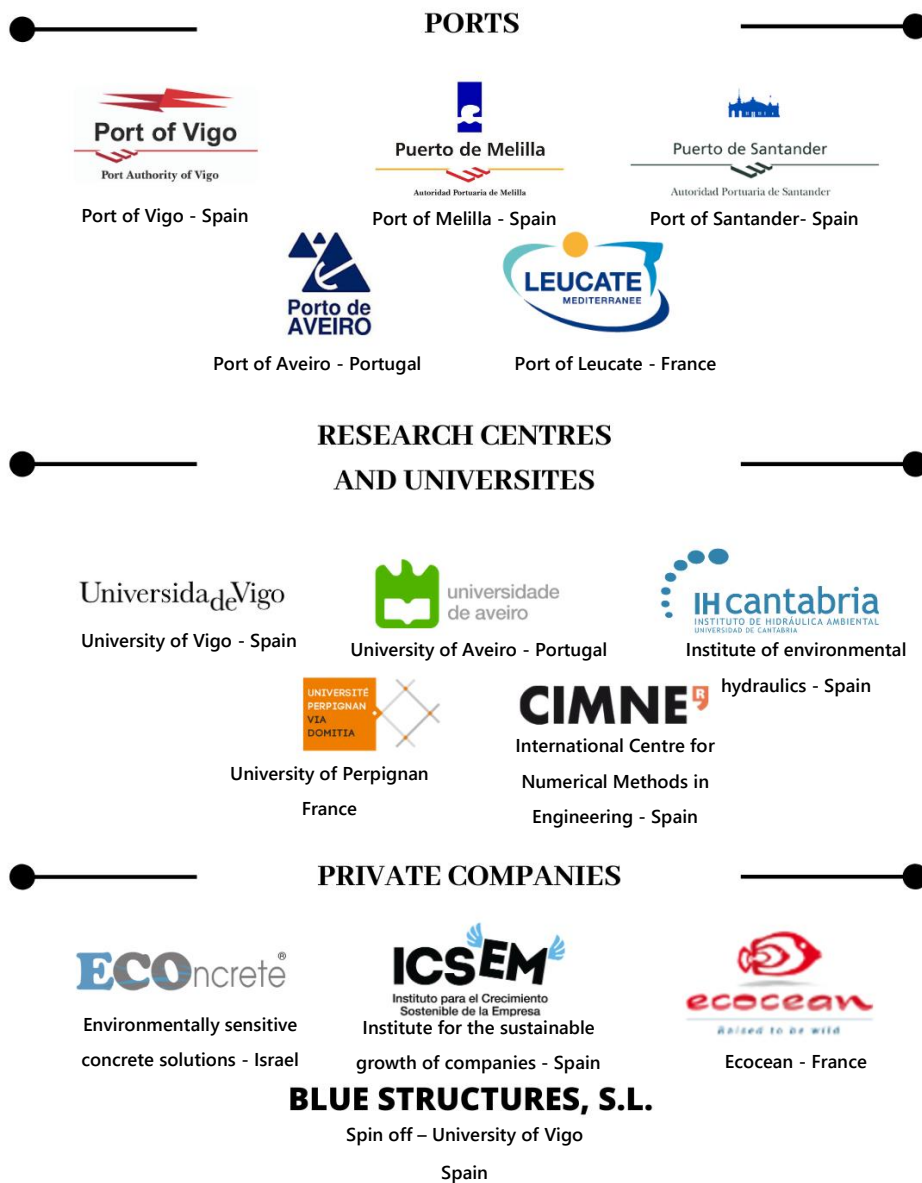 PORTS
Port of Vigo
Port Authority of Vigo
Port of Vigo - Spain
Puerto de Melilla
Autoridad Portuaria de Melilla
Port of Melilla - Spain
Puerto de Santander
Autoridad Portuaria de Santander
Port of Santander- Spain
Porto de
AVEIRO
Port of Aveiro - Portugal
LEUCATE
MEDITERRANEE
Port of Leucate - France
RESEARCH CENTRES
AND UNIVERSITES
UniversidadeVigo
University of Vigo - Spain
universidade
de aveiro
University of Aveiro - Portugal
IH cantabria
INSTITUTO DE HIDRÁULICA AMBIENTAL
UNIVERSIDAD DE CANTABRIA
Institute of environmental
hydraulics - Spain
UNIVERSITÉ
PERPIGNAN
VIA
DOMITIA
University of Perpignan
France
CIMNE R
International Centre for
Numerical Methods in
Engineering - Spain
PRIVATE COMPANIES
ECOncrete®
Environmentally sensitive
concrete solutions - Israel
ICSEM
Instituto para el Crecimiento
Sostenible de la Empresa
Institute for the sustainable
growth of companies - Spain
ecocean
Raised to be wild
Ecocean - France
BLUE STRUCTURES, S.L.
Spin off – University of Vigo
Spain